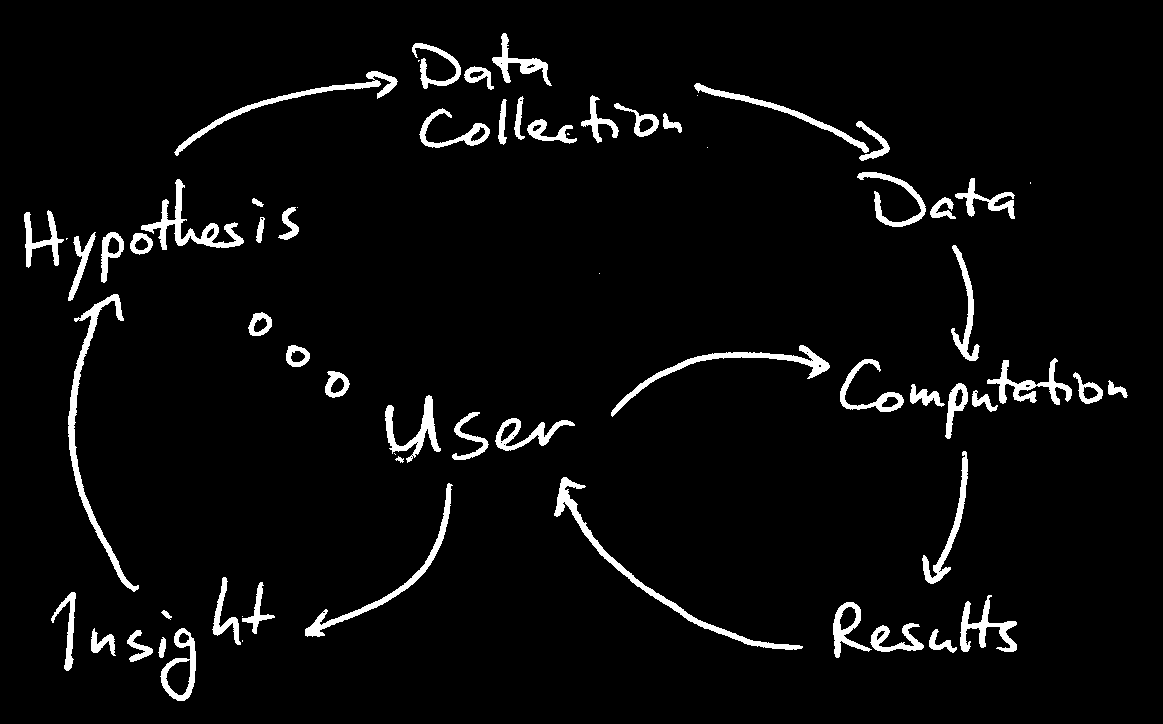 Data
Collection
Data
Hypothesis
Computation
User
Insight
Results